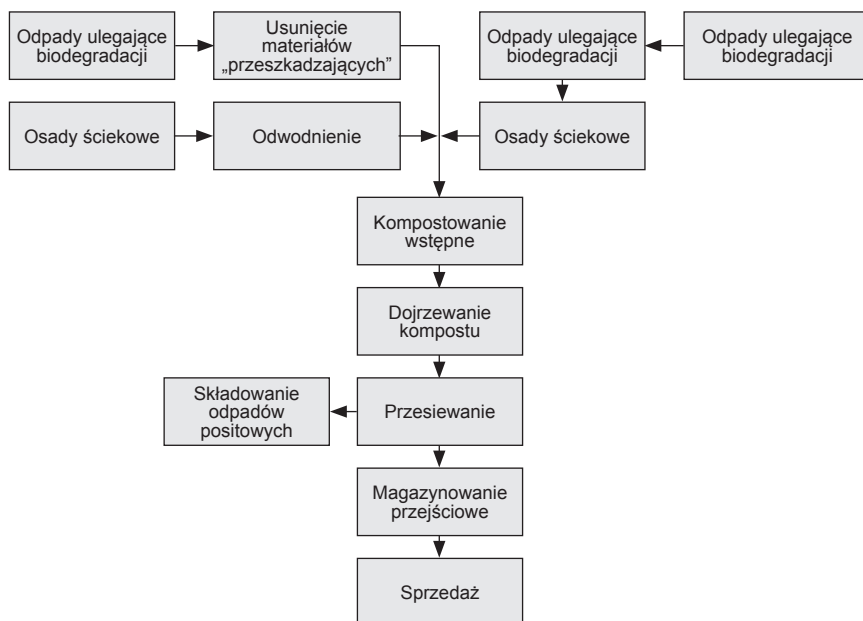 Odpady ulegające
biodegradacji
Usunięcie
materiałów
„przeszkadzających”
Odpady ulegające
biodegradacji
Odpady ulegające
biodegradacji
Osady ściekowe
Odwodnienie
Osady ściekowe
Kompostowanie
wstępne
Dojrzewanie
kompostu
Składowanie
odpadów
positowych
Przesiewanie
Magazynowanie
przejściowe
Sprzedaż